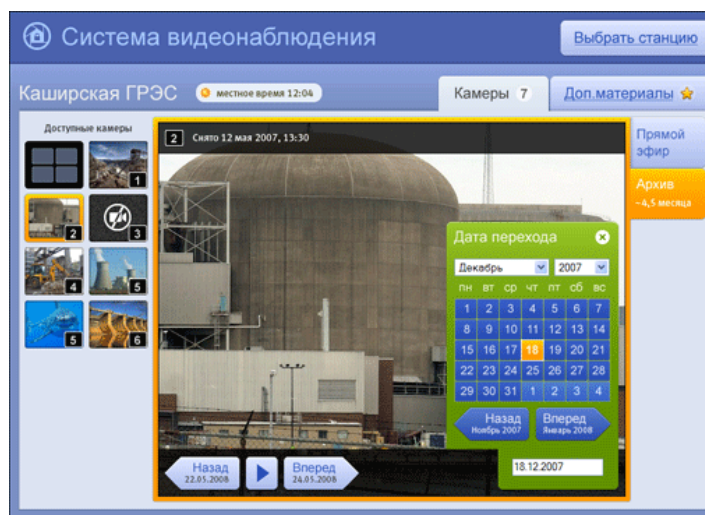 Система видеонаблюдения
Выбрать станцию
Каширская ГРЭС
местное время 12:04
Камеры 7
Доп.материалы
Доступные камеры
1
2
3
4
5
5
6
2 Снято 12 мая 2007, 13:30
Прямой
эфир
Архив
~4,5 месяца
Дата перехода
Декабрь 2007
пн вт ср чт пт сб вс
1 2 3 4 5 6 7
8 9 10 11 12 13 14
15 16 17 18 19 20 21
22 23 24 25 26 27 28
29 30 31 1 2 3 4
Назад
Ноябрь 2007
Вперед
Январь 2008
18.12.2007
Назад
22.05.2008
Вперед
24.05.2008